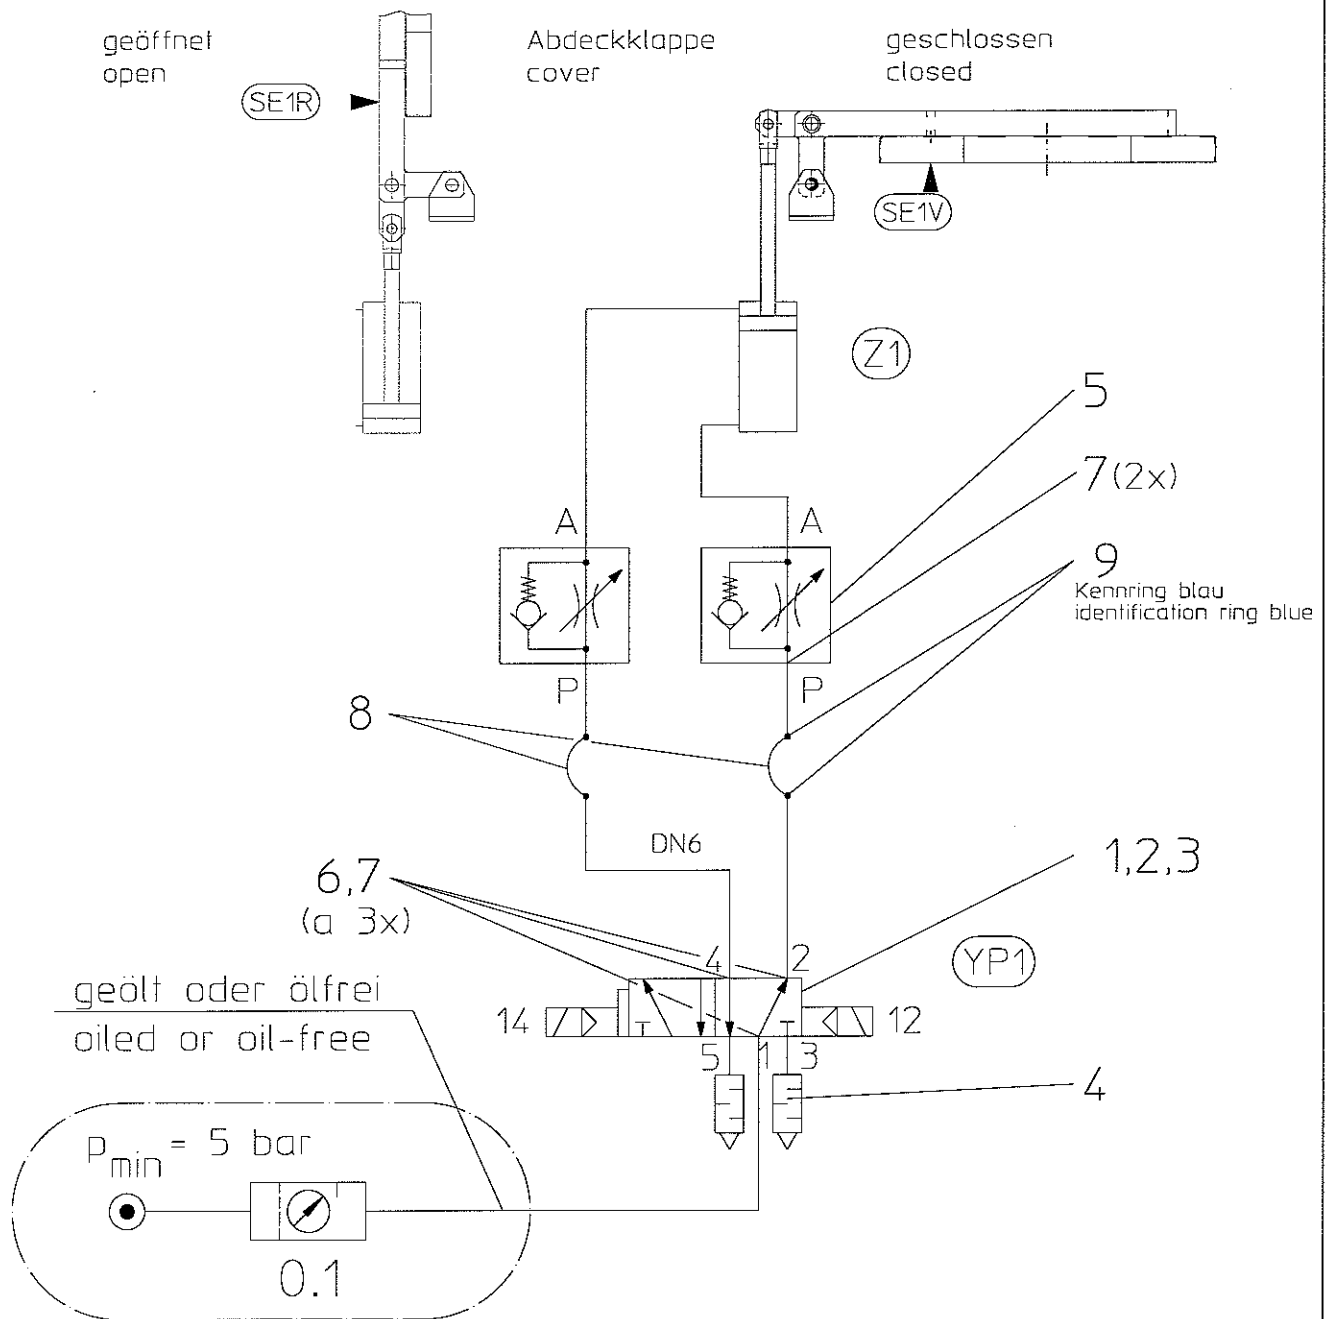 geöffnet
open
Abdeckklappe
cover
geschlossen
closed
SE1R
SE1V
Z1
5
7(2x)
A
A
9
Kennring blau
identification ring blue
P
P
8
DN6
6,7
(a 3x)
1,2,3
4
2
YP1
geölt oder ölfrei
oiled or oil-free
14
12
5
1
3
4
Pmin = 5 bar
0.1